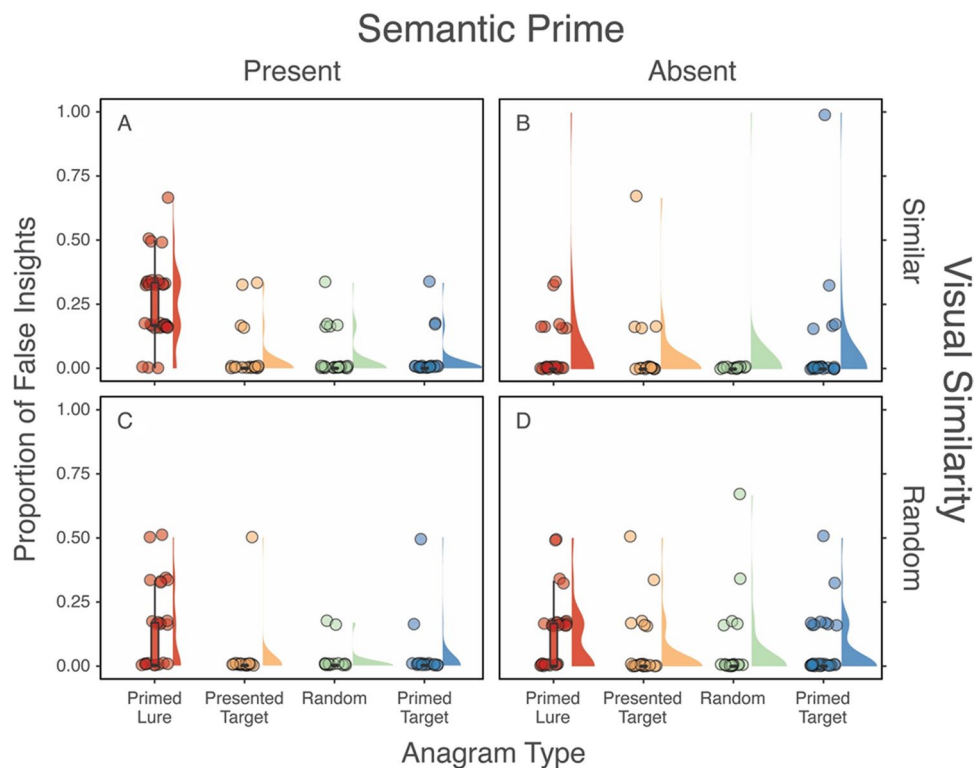 Semantic Prime
Present
Absent
A
B
1.00
0.75
0.50
0.25
0.00
Similar
C
D
1.00
0.75
0.50
0.25
0.00
Random
Proportion of False Insights
Visual Similarity
Primed
Lure
Presented
Target
Random
Primed
Target
Primed
Lure
Presented
Target
Random
Primed
Target
Anagram Type